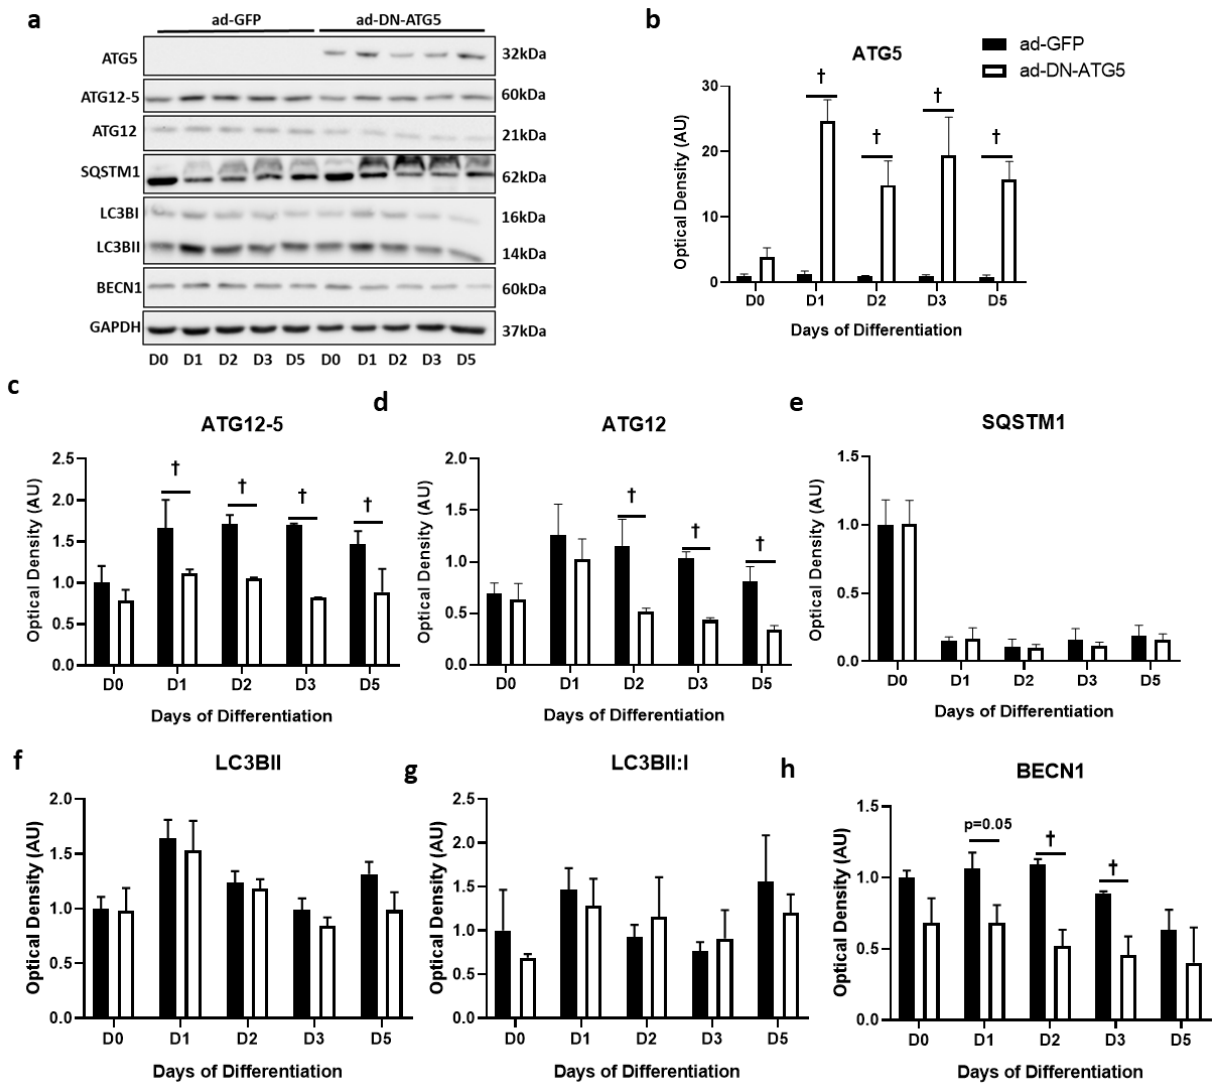 a
ad-GFP ad-DN-ATG5
ATG5 32kDa
ATG12-5 60kDa
ATG12 21kDa
SQSTM1 62kDa
LC3BI 16kDa
LC3BII 14kDa
BECN1 60kDa
GAPDH 37kDa
D0 D1 D2 D3 D5 D0 D1 D2 D3 D5
b
ad-GFP
ad-DN-ATG5
ATG5
Optical Density (AU)
30
20
10
0
† † † †
D0 D1 D2 D3 D5
Days of Differentiation
c
ATG12-5
Optical Density (AU)
2.5
2.0
1.5
1.0
0.5
0.0
† † † †
D0 D1 D2 D3 D5
Days of Differentiation
d
ATG12
Optical Density (AU)
2.0
1.5
1.0
0.5
0.0
† † †
D0 D1 D2 D3 D5
Days of Differentiation
e
SQSTM1
Optical Density (AU)
1.5
1.0
0.5
0.0
D0 D1 D2 D3 D5
Days of Differentiation
f
LC3BII
Optical Density (AU)
2.0
1.5
1.0
0.5
0.0
D0 D1 D2 D3 D5
Days of Differentiation
g
LC3BII:I
Optical Density (AU)
2.5
2.0
1.5
1.0
0.5
0.0
D0 D1 D2 D3 D5
Days of Differentiation
h
BECN1
Optical Density (AU)
1.5
1.0
0.5
0.0
p=0.05 † †
D0 D1 D2 D3 D5
Days of Differentiation